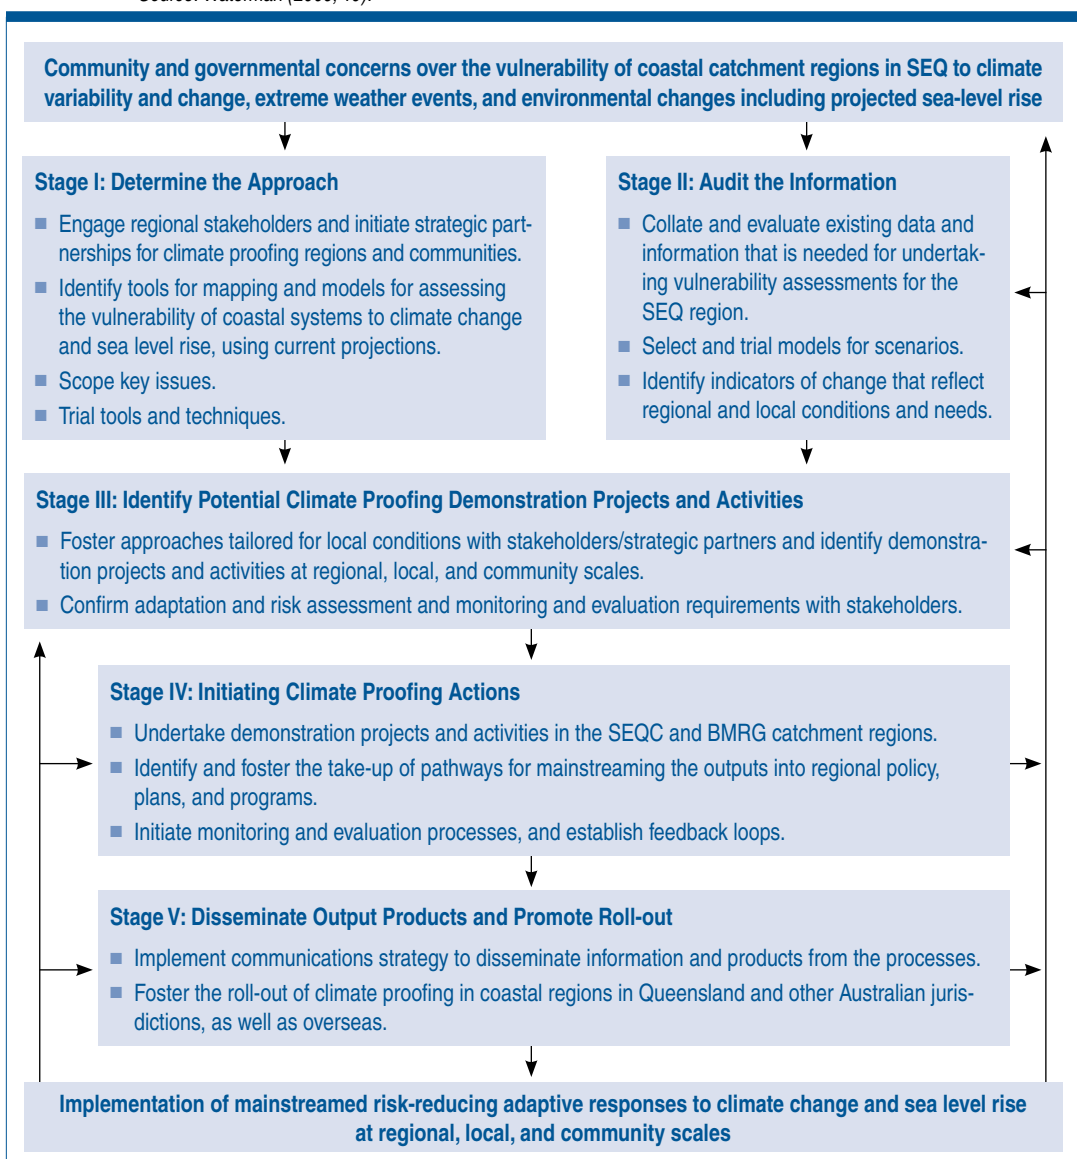 Community and governmental concerns over the vulnerability of coastal catchment regions in SEQ to climate
variability and change, extreme weather events, and environmental changes including projected sea-level rise
Stage I: Determine the Approach
■ Engage regional stakeholders and initiate strategic part-
nerships for climate proofing regions and communities.
■ Identify tools for mapping and models for assessing
the vulnerability of coastal systems to climate change
and sea level rise, using current projections.
■ Scope key issues.
■ Trial tools and techniques.
Stage II: Audit the Information
■ Collate and evaluate existing data and
information that is needed for undertak-
ing vulnerability assessments for the
SEQ region.
■ Select and trial models for scenarios.
■ Identify indicators of change that reflect
regional and local conditions and needs.
Stage III: Identify Potential Climate Proofing Demonstration Projects and Activities
■ Foster approaches tailored for local conditions with stakeholders/strategic partners and identify demonstra-
tion projects and activities at regional, local, and community scales.
■ Confirm adaptation and risk assessment and monitoring and evaluation requirements with stakeholders.
Stage IV: Initiating Climate Proofing Actions
■ Undertake demonstration projects and activities in the SEQC and BMRG catchment regions.
■ Identify and foster the take-up of pathways for mainstreaming the outputs into regional policy,
plans, and programs.
■ Initiate monitoring and evaluation processes, and establish feedback loops.
Stage V: Disseminate Output Products and Promote Roll-out
■ Implement communications strategy to disseminate information and products from the processes.
■ Foster the roll-out of climate proofing in coastal regions in Queensland and other Australian juris-
dictions, as well as overseas.
Implementation of mainstreamed risk-reducing adaptive responses to climate change and sea level rise
at regional, local, and community scales